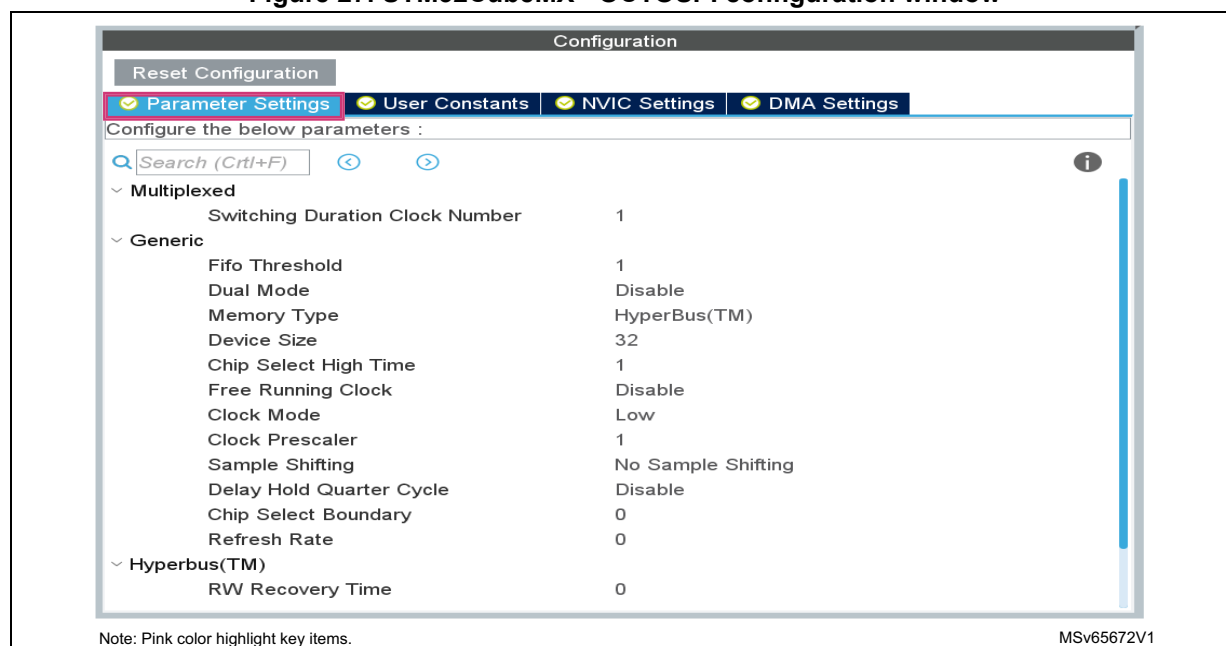 Configuration
Reset Configuration
Parameter Settings User Constants NVIC Settings DMA Settings
Configure the below parameters :
Search (Crtl+F)
Multiplexed
Switching Duration Clock Number 1
Generic
Fifo Threshold 1
Dual Mode Disable
Memory Type HyperBus(TM)
Device Size 32
Chip Select High Time 1
Free Running Clock Disable
Clock Mode Low
Clock Prescaler 1
Sample Shifting No Sample Shifting
Delay Hold Quarter Cycle Disable
Chip Select Boundary 0
Refresh Rate 0
Hyperbus(TM)
RW Recovery Time 0
Note: Pink color highlight key items. MSv65672V1